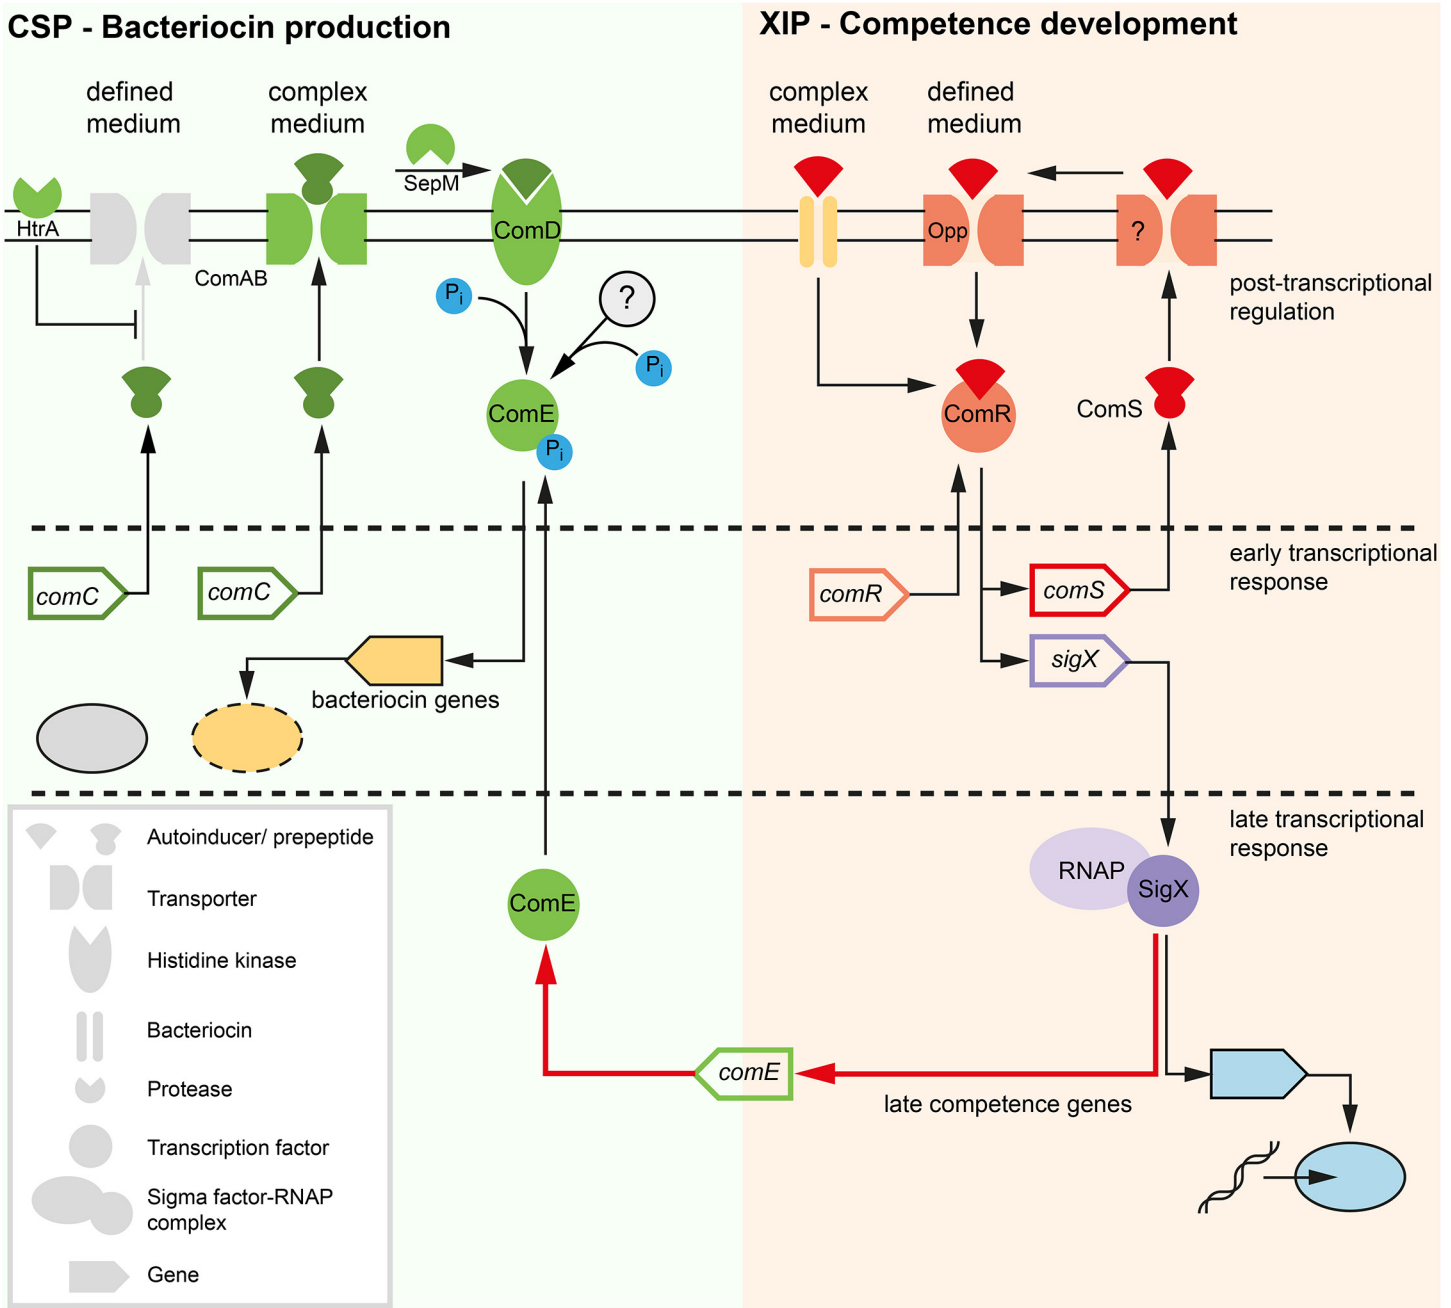 CSP - Bacteriocin production
XIP - Competence development
defined
medium
complex
medium
complex
medium
defined
medium
SepM
HtrA
ComD
Opp
?
ComAB
post-transcriptional
regulation
Pi
?
Pi
ComE
Pi
ComR
ComS
early transcriptional
response
comC
comC
comR
comS
sigX
bacteriocin genes
late transcriptional
response
RNAP
SigX
ComE
comE
late competence genes
Autoinducer/ prepeptide
Transporter
Histidine kinase
Bacteriocin
Protease
Transcription factor
Sigma factor-RNAP
complex
Gene